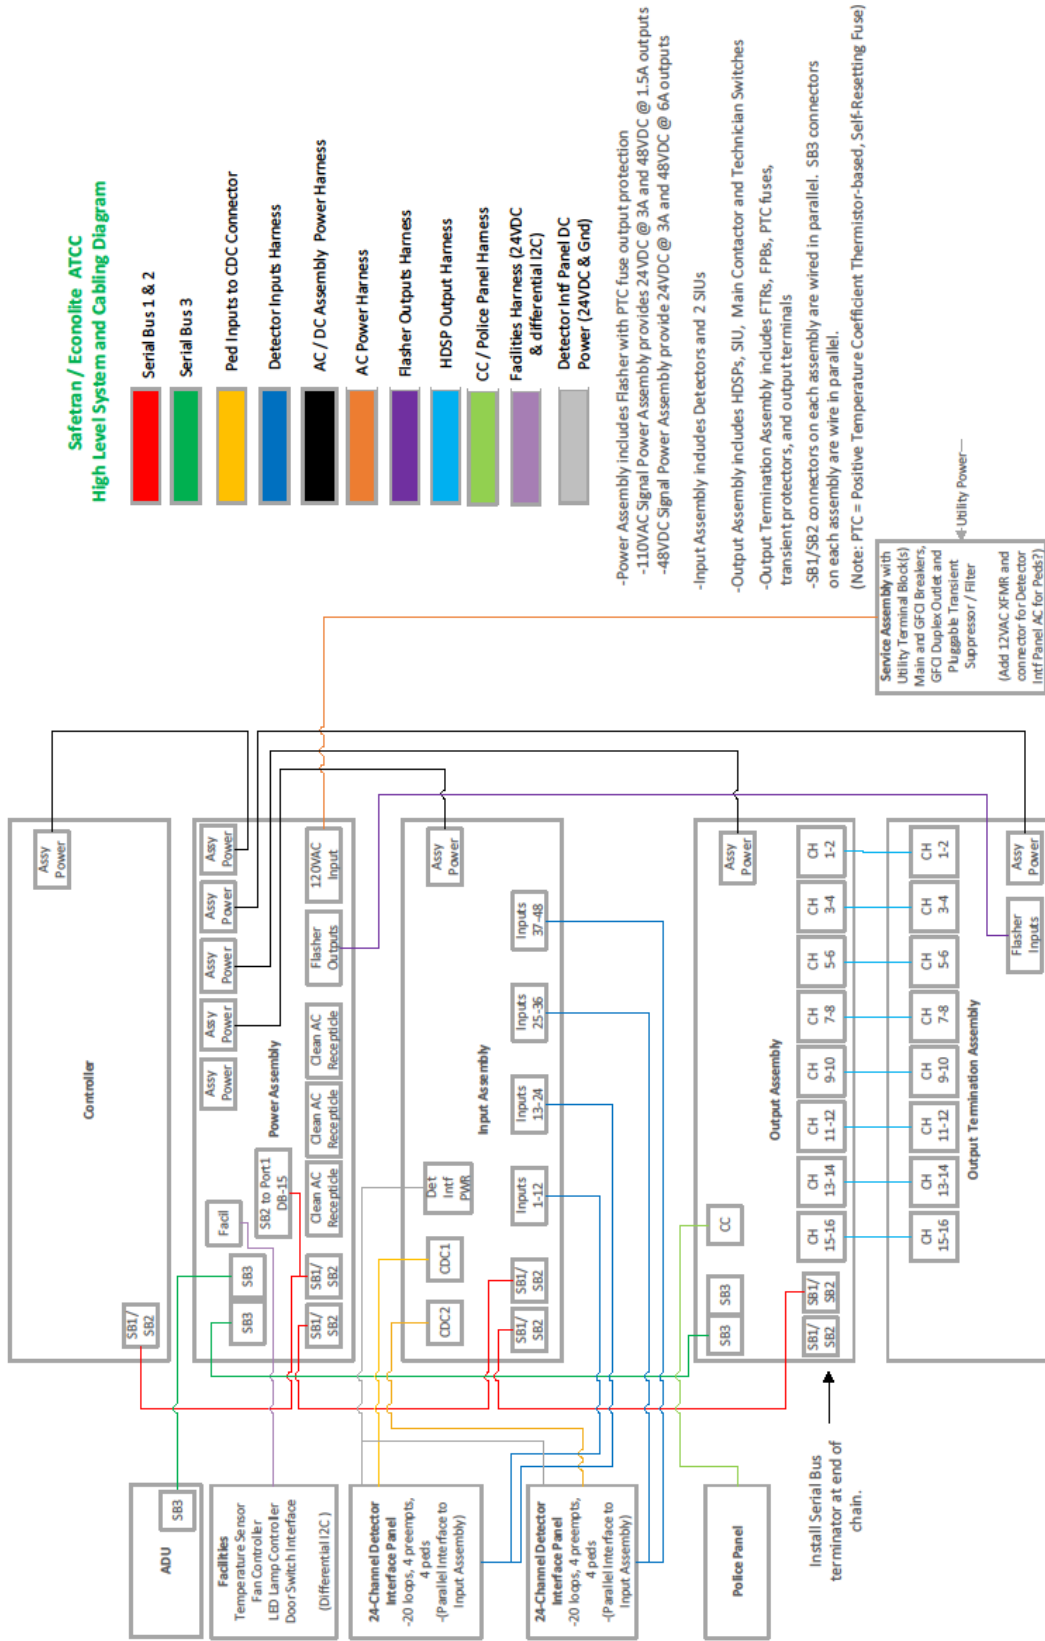 Safetran / Econolite ATCC
High Level System and Cabling Diagram
Serial Bus 1 & 2
Serial Bus 3
Ped Inputs to CDC Connector
Detector Inputs Harness
AC / DC Assembly Power Harness
AC Power Harness
Flasher Outputs Harness
HDSP Output Harness
CC / Police Panel Harness
Facilities Harness (24VDC
& differential I2C)
Detector Intf Panel DC
Power (24VDC & Gnd)
-Power Assembly includes Flasher with PTC fuse output protection
-110VAC Signal Power Assembly provides 24VDC @ 3A and 48VDC @ 1.5A outputs
-48VDC Signal Power Assembly provide 24VDC @ 3A and 48VDC @ 6A outputs
-Input Assembly includes Detectors and 2 SIUs
-Output Assembly includes HDSPs, SIU, Main Contactor and Technician Switches
-Output Termination Assembly includes FTRs, FPBs, PTC fuses,
transient protectors, and output terminals
-SB1/SB2 connectors on each assembly are wired in parallel. SB3 connectors
on each assembly are wire in parallel.
(Note: PTC = Positive Temperature Coefficient Thermistor-based, Self-Resetting Fuse)
Controller
SB1/
SB2
Assy
Power
ADU
SB3
Facilities
Temperature Sensor
Fan Controller
LED Lamp Controller
Door Switch Interface
(Differential I2C )
SB3
SB3
Facil
SB2 to Port1
DB-15
Power Assembly
Assy
Power
Assy
Power
Assy
Power
Assy
Power
Assy
Power
SB1/
SB2
SB1/
SB2
Clean AC
Recepticle
Clean AC
Recepticle
Clean AC
Recepticle
Flasher
Outputs
120VAC
Input
24-Channel Detector
Interface Panel
-20 loops, 4 preempts,
4 peds
-(Parallel Interface to
Input Assembly)
24-Channel Detector
Interface Panel
-20 loops, 4 preempts,
4 peds
-(Parallel Interface to
Input Assembly)
CDC2
CDC1
Det
Intf
PWR
Input Assembly
Assy
Power
SB1/
SB2
SB1/
SB2
Inputs
1-12
Inputs
13-24
Inputs
25-36
Inputs
37-48
Police Panel
SB3
SB3
CC
Output Assembly
Assy
Power
SB1/
SB2
SB1/
SB2
CH
15-16
CH
13-14
CH
11-12
CH
9-10
CH
7-8
CH
5-6
CH
3-4
CH
1-2
Install Serial Bus
terminator at end of
chain.
CH
15-16
CH
13-14
CH
11-12
CH
9-10
CH
7-8
CH
5-6
CH
3-4
CH
1-2
Output Termination Assembly
Flasher
Inputs
Assy
Power
Service Assembly with
Utility Terminal Block(s)
Main and GFCI Breakers,
GFCI Duplex Outlet and
Pluggable Transient
Suppressor / Filter
(Add 12VAC XFMR and
connector for Detector
Intf Panel AC for Peds?)
Utility Power